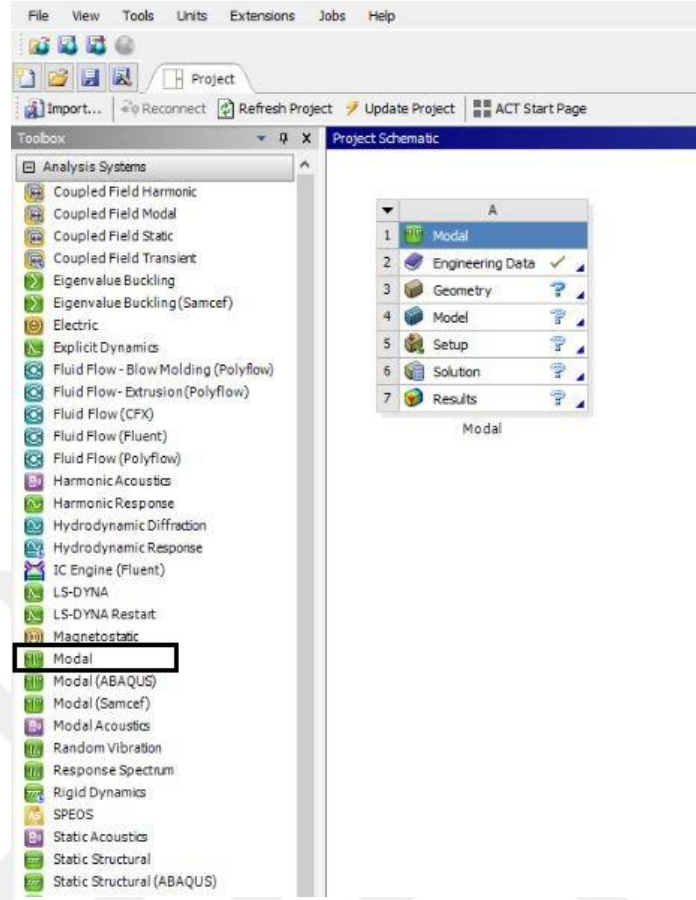 File View Tools Units Extensions Jobs Help
Project
Import... Reconnect Refresh Project Update Project ACT Start Page
Toolbox X Project Schematic
Analysis Systems
Coupled Field Harmonic
Coupled Field Modal
Coupled Field Static
Coupled Field Transient
Eigenvalue Buckling
Eigenvalue Buckling (Samcef)
Electric
Explicit Dynamics
Fluid Flow - Blow Molding (Polyflow)
Fluid Flow- Extrusion (Polyflow)
Fluid Flow (CFX)
Fluid Flow (Fluent)
Fluid Flow (Polyflow)
Harmonic Acoustics
Harmonic Response
Hydrodynamic Diffraction
Hydrodynamic Response
IC Engine (Fluent)
LS-DYNA
LS-DYNA Restart
Magnetostatic
Modal
Modal (ABAQUS)
Modal (Samcef)
Modal Acoustics
Random Vibration
Response Spectrum
Rigid Dynamics
SPEOS
Static Acoustics
Static Structural
Static Structural (ABAQUS)
A
1 Modal
2 Engineering Data ✓
3 Geometry ?
4 Model ?
5 Setup ?
6 Solution ?
7 Results ?
Modal